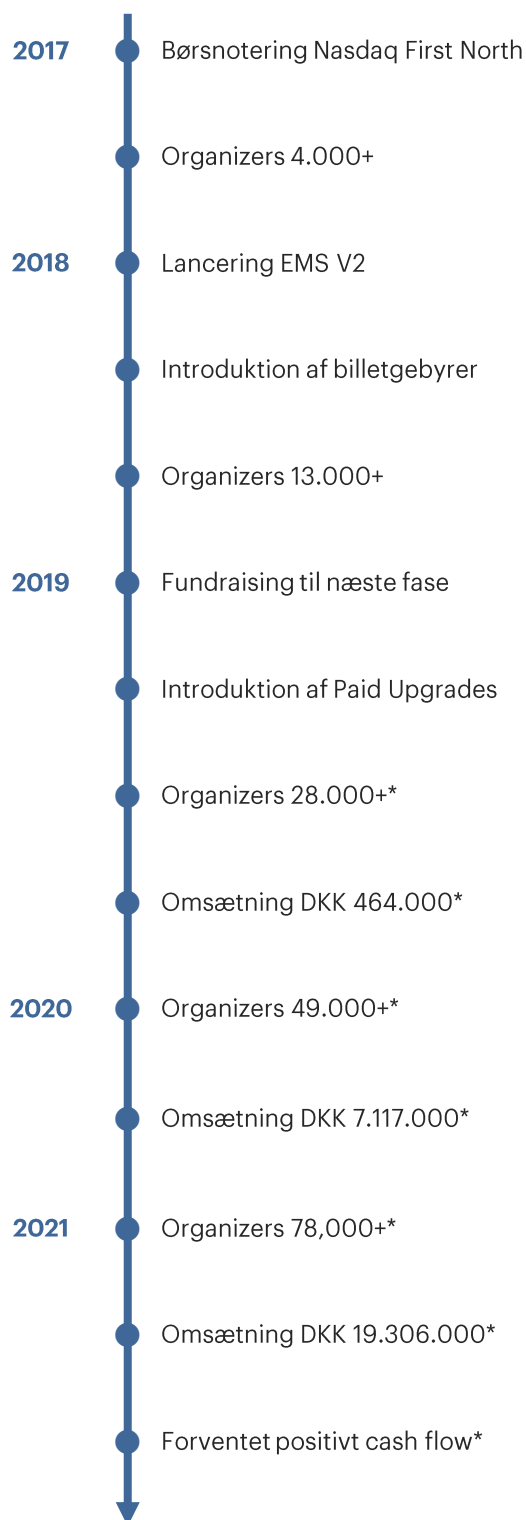 2017 Børsnotering Nasdaq First North
Organizers 4.000+
2018 Lancering EMS V2
Introduktion af billetgebyrer
Organizers 13.000+
2019 Fundraising til næste fase
Introduktion af Paid Upgrades
Organizers 28.000+*
Omsætning DKK 464.000*
2020 Organizers 49.000+*
Omsætning DKK 7.117.000*
2021 Organizers 78,000+*
Omsætning DKK 19.306.000*
Forventet positivt cash flow*